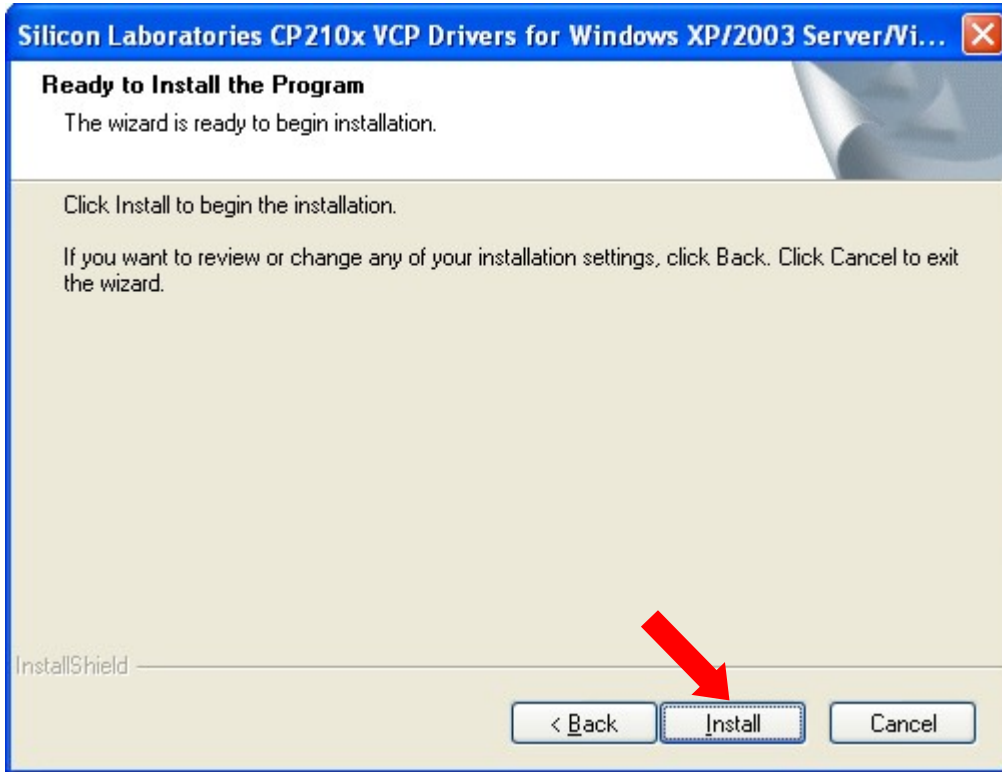 Silicon Laboratories CP210x VCP Drivers for Windows XP/2003 Server/Vi...
Ready to Install the Program
The wizard is ready to begin installation.
Click Install to begin the installation.
If you want to review or change any of your installation settings, click Back. Click Cancel to exit
the wizard.
InstallShield
< Back Install Cancel